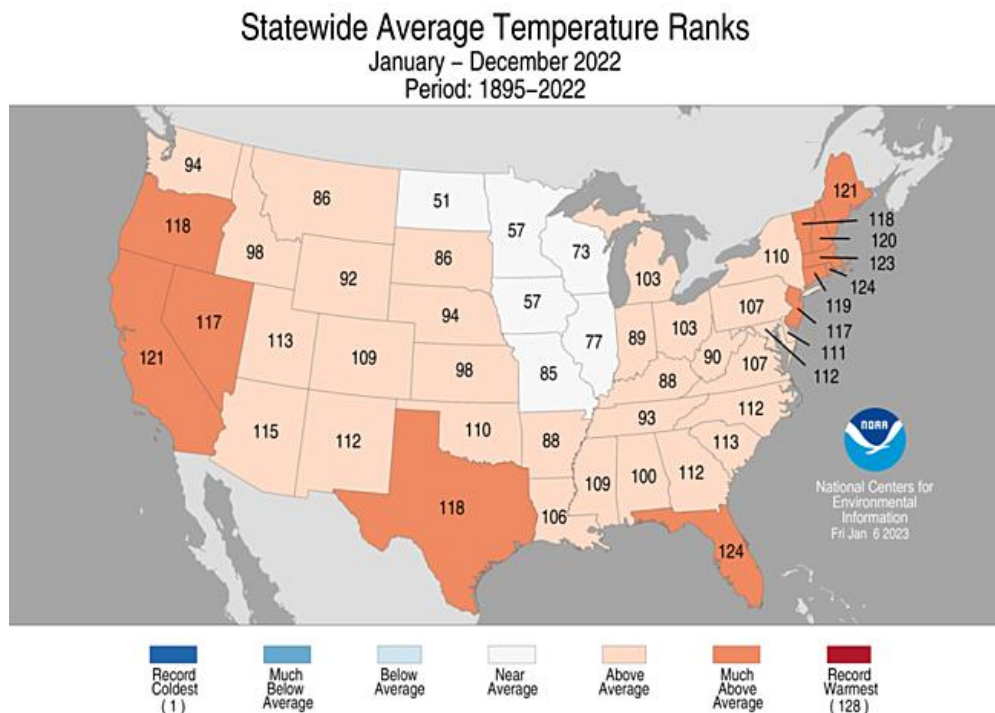 Statewide Average Temperature Ranks
January – December 2022
Period: 1895–2022
94
86
51
57
73
118
98
92
86
103
110
121
118
120
123
124
119
117
111
112
121
117
113
109
94
57
77
89
103
107
98
85
88
90
107
115
112
110
88
93
112
113
118
106
109
100
112
124
NOAA
National Centers for
Environmental
Information
Fri Jan 6 2023
Record
Coldest
(1)
Much
Below
Average
Below
Average
Near
Average
Above
Average
Much
Above
Average
Record
Warmest
(128)